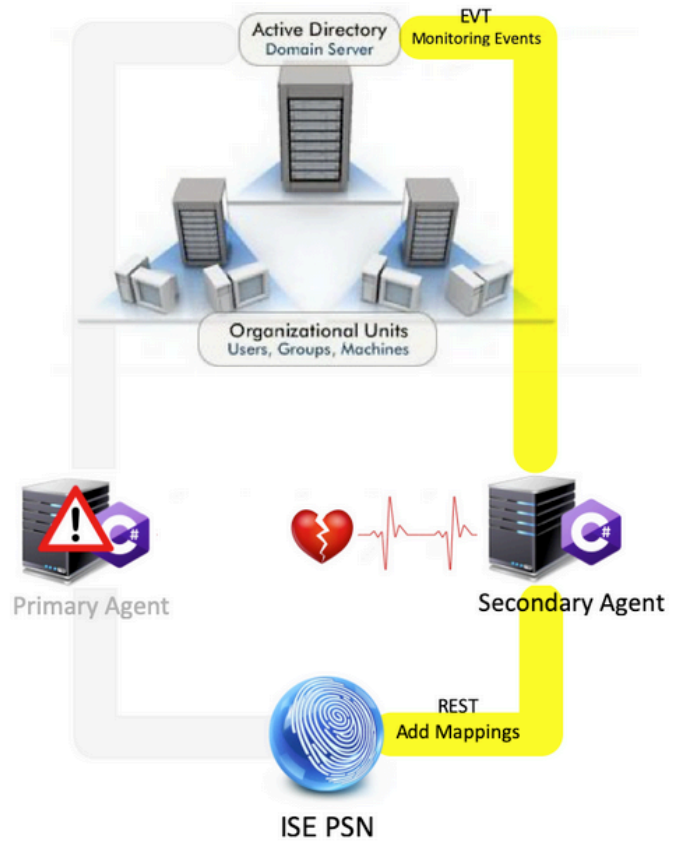 EVT
Monitoring Events
Active Directory
Domain Server
Organizational Units
Users, Groups, Machines
!
C#
C#
Primary Agent
Secondary Agent
REST
Add Mappings
ISE PSN